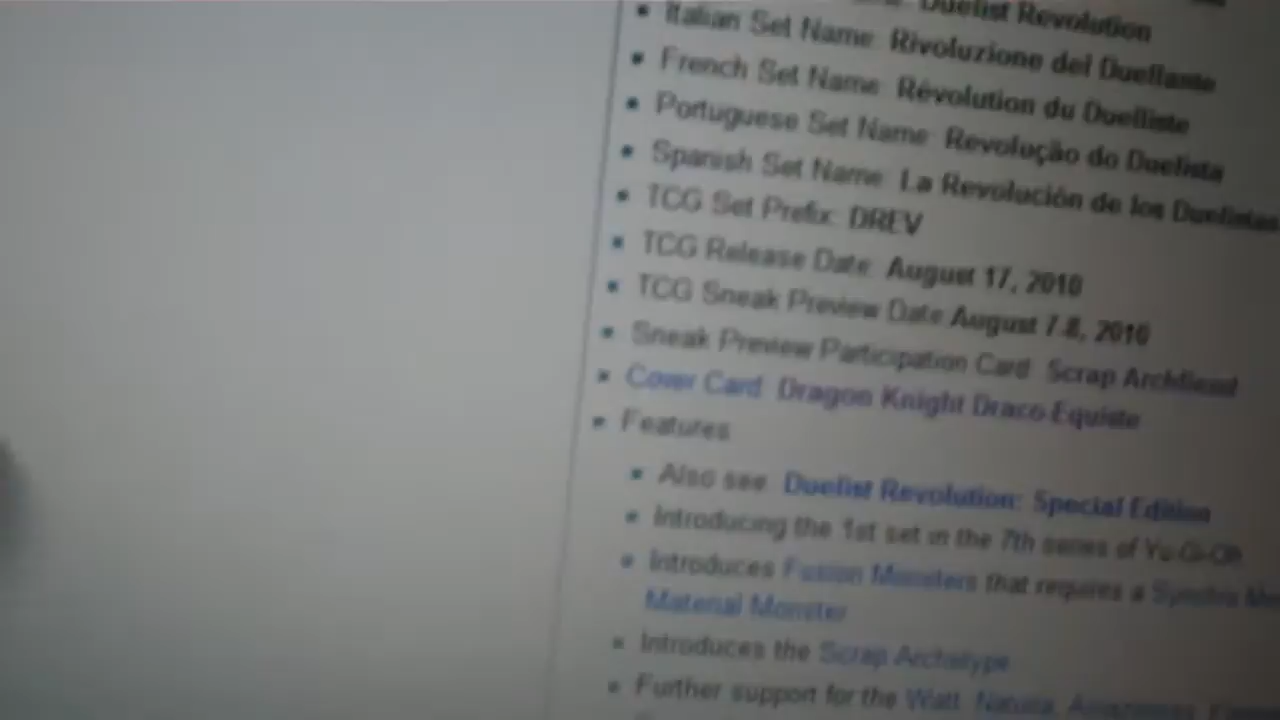 Duelist Revolution
Italian Set Name: Rivoluzione del Duellante
French Set Name: Révolution du Duelliste
Portuguese Set Name: Revolução do Duelista
Spanish Set Name: La Revolución de los Duelistas
TCG Set Prefix: DREV
TCG Release Date: August 17, 2010
TCG Sneak Preview Date August 7-8, 2010
Sneak Preview Participation Card: Scrap Archfiend
Cover Card: Dragon Knight Draco-Equiste
Features
Also see: Duelist Revolution: Special Edition
Introducing the 1st set in the 7th series of Yu-Gi-Oh
Introduces Fusion Monsters that requires a Synchro
Material Monster
Introduces the Scrap Archetype
Further support for the Watt, Naturia,